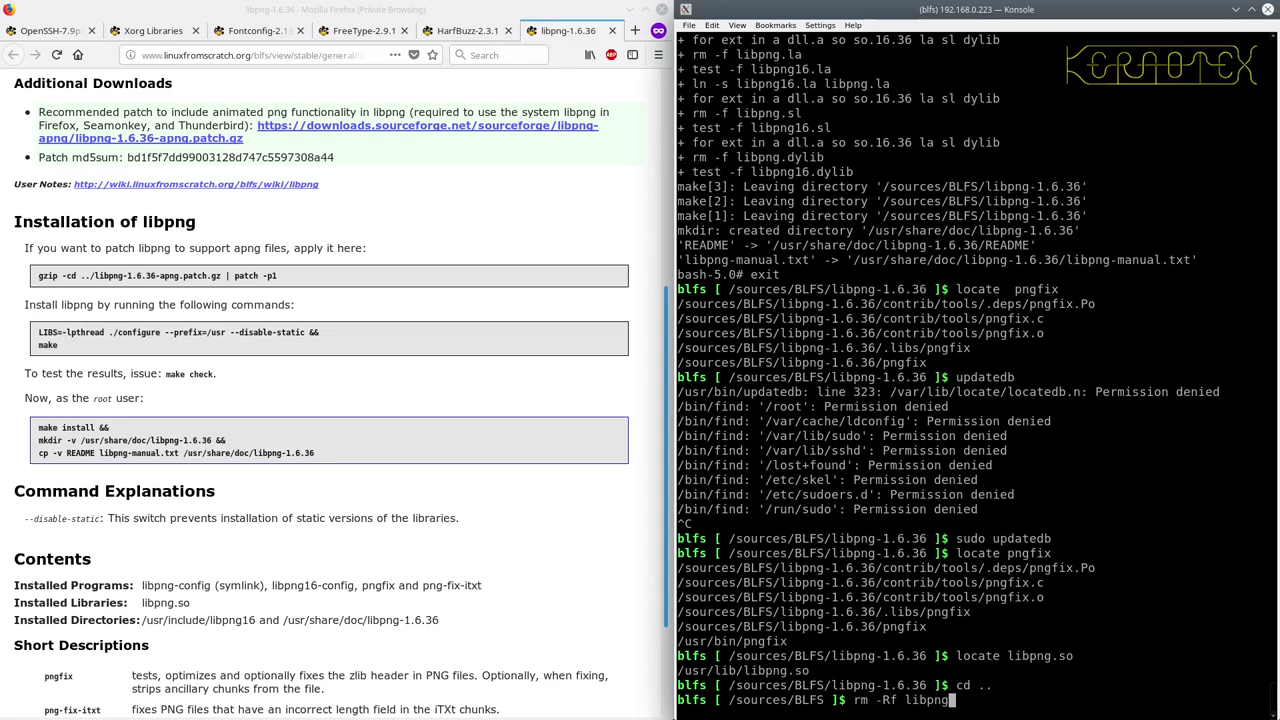 libpng-1.6.36 - Mozilla Firefox (Private Browsing)
OpenSSH-7.9p
Xorg Libraries
Fontconfig-2.13
FreeType-2.9.1
HarfBuzz-2.3.1
libpng-1.6.36
www.linuxfromscratch.org/blfs/view/stable/general/li
Search
Additional Downloads
Recommended patch to include animated png functionality in libpng (required to use the system libpng in
Firefox, Seamonkey, and Thunderbird): https://downloads.sourceforge.net/sourceforge/libpng-
apng/libpng-1.6.36-apng.patch.gz
Patch md5sum: bd1f5f7dd99003128d747c5597308a44
User Notes: http://wiki.linuxfromscratch.org/blfs/wiki/libpng
Installation of libpng
If you want to patch libpng to support apng files, apply it here:
gzip -cd ../libpng-1.6.36-apng.patch.gz | patch -p1
Install libpng by running the following commands:
LIBS=-lpthread ./configure --prefix=/usr --disable-static &&
make
To test the results, issue: make check.
Now, as the root user:
make install &&
mkdir -v /usr/share/doc/libpng-1.6.36 &&
cp -v README libpng-manual.txt /usr/share/doc/libpng-1.6.36
Command Explanations
--disable-static: This switch prevents installation of static versions of the libraries.
Contents
Installed Programs: libpng-config (symlink), libpng16-config, pngfix and png-fix-itxt
Installed Libraries: libpng.so
Installed Directories: /usr/include/libpng16 and /usr/share/doc/libpng-1.6.36
Short Descriptions
pngfix tests, optimizes and optionally fixes the zlib header in PNG files. Optionally, when fixing,
strips ancillary chunks from the file.
png-fix-itxt fixes PNG files that have an incorrect length field in the iTXt chunks.
(blfs) 192.168.0.223 — Konsole
File Edit View Bookmarks Settings Help
KERNOTEX
+ for ext in a dll.a so so.16.36 la sl dylib
+ rm -f libpng.la
+ test -f libpng16.la
+ ln -s libpng16.la libpng.la
+ for ext in a dll.a so so.16.36 la sl dylib
+ rm -f libpng.sl
+ test -f libpng16.sl
+ for ext in a dll.a so so.16.36 la sl dylib
+ rm -f libpng.dylib
+ test -f libpng16.dylib
make[3]: Leaving directory '/sources/BLFS/libpng-1.6.36'
make[2]: Leaving directory '/sources/BLFS/libpng-1.6.36'
make[1]: Leaving directory '/sources/BLFS/libpng-1.6.36'
mkdir: created directory '/usr/share/doc/libpng-1.6.36'
'README' -> '/usr/share/doc/libpng-1.6.36/README'
'libpng-manual.txt' -> '/usr/share/doc/libpng-1.6.36/libpng-manual.txt'
bash-5.0# exit
blfs [ /sources/BLFS/libpng-1.6.36 ]$ locate  pngfix
/sources/BLFS/libpng-1.6.36/contrib/tools/.deps/pngfix.Po
/sources/BLFS/libpng-1.6.36/contrib/tools/pngfix.c
/sources/BLFS/libpng-1.6.36/contrib/tools/pngfix.o
/sources/BLFS/libpng-1.6.36/.libs/pngfix
/sources/BLFS/libpng-1.6.36/pngfix
blfs [ /sources/BLFS/libpng-1.6.36 ]$ updatedb
/usr/bin/updatedb: line 323: /var/lib/locate/locatedb.n: Permission denied
/bin/find: '/root': Permission denied
/bin/find: '/var/cache/ldconfig': Permission denied
/bin/find: '/var/lib/sudo': Permission denied
/bin/find: '/var/lib/sshd': Permission denied
/bin/find: '/lost+found': Permission denied
/bin/find: '/etc/skel': Permission denied
/bin/find: '/etc/sudoers.d': Permission denied
/bin/find: '/run/sudo': Permission denied
^C
blfs [ /sources/BLFS/libpng-1.6.36 ]$ sudo updatedb
blfs [ /sources/BLFS/libpng-1.6.36 ]$ locate pngfix
/sources/BLFS/libpng-1.6.36/contrib/tools/.deps/pngfix.Po
/sources/BLFS/libpng-1.6.36/contrib/tools/pngfix.c
/sources/BLFS/libpng-1.6.36/contrib/tools/pngfix.o
/sources/BLFS/libpng-1.6.36/.libs/pngfix
/sources/BLFS/libpng-1.6.36/pngfix
/usr/bin/pngfix
blfs [ /sources/BLFS/libpng-1.6.36 ]$ locate libpng.so
/usr/lib/libpng.so
blfs [ /sources/BLFS/libpng-1.6.36 ]$ cd ..
blfs [ /sources/BLFS ]$ rm -Rf libpng